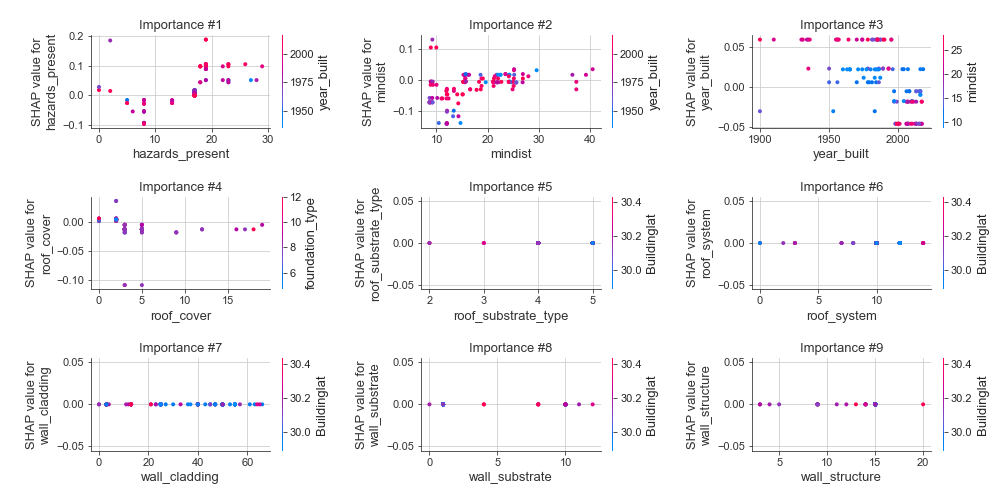 Importance #1
0.2
0.1
0.0
−0.1
SHAP value for
hazards_present
0
10
20
30
hazards_present
2000
1975
1950
year_built
Importance #2
0.1
0.0
−0.1
SHAP value for
mindist
10
20
30
40
mindist
2000
1975
1950
year_built
Importance #3
0.05
0.00
−0.05
SHAP value for
year_built
1900
1950
2000
year_built
25
20
15
10
mindist
Importance #4
0.00
−0.05
−0.10
SHAP value for
roof_cover
0
5
10
15
roof_cover
12
10
8
6
foundation_type
Importance #5
0.05
0.00
−0.05
SHAP value for
roof_substrate_type
2
3
4
5
roof_substrate_type
30.4
30.2
30.0
Buildinglat
Importance #6
0.05
0.00
−0.05
SHAP value for
roof_system
0
5
10
roof_system
30.4
30.2
30.0
Buildinglat
Importance #7
0.05
0.00
−0.05
SHAP value for
wall_cladding
0
20
40
60
wall_cladding
30.4
30.2
30.0
Buildinglat
Importance #8
0.05
0.00
−0.05
SHAP value for
wall_substrate
0
5
10
wall_substrate
30.4
30.2
30.0
Buildinglat
Importance #9
0.05
0.00
−0.05
SHAP value for
wall_structure
5
10
15
20
wall_structure
30.4
30.2
30.0
Buildinglat